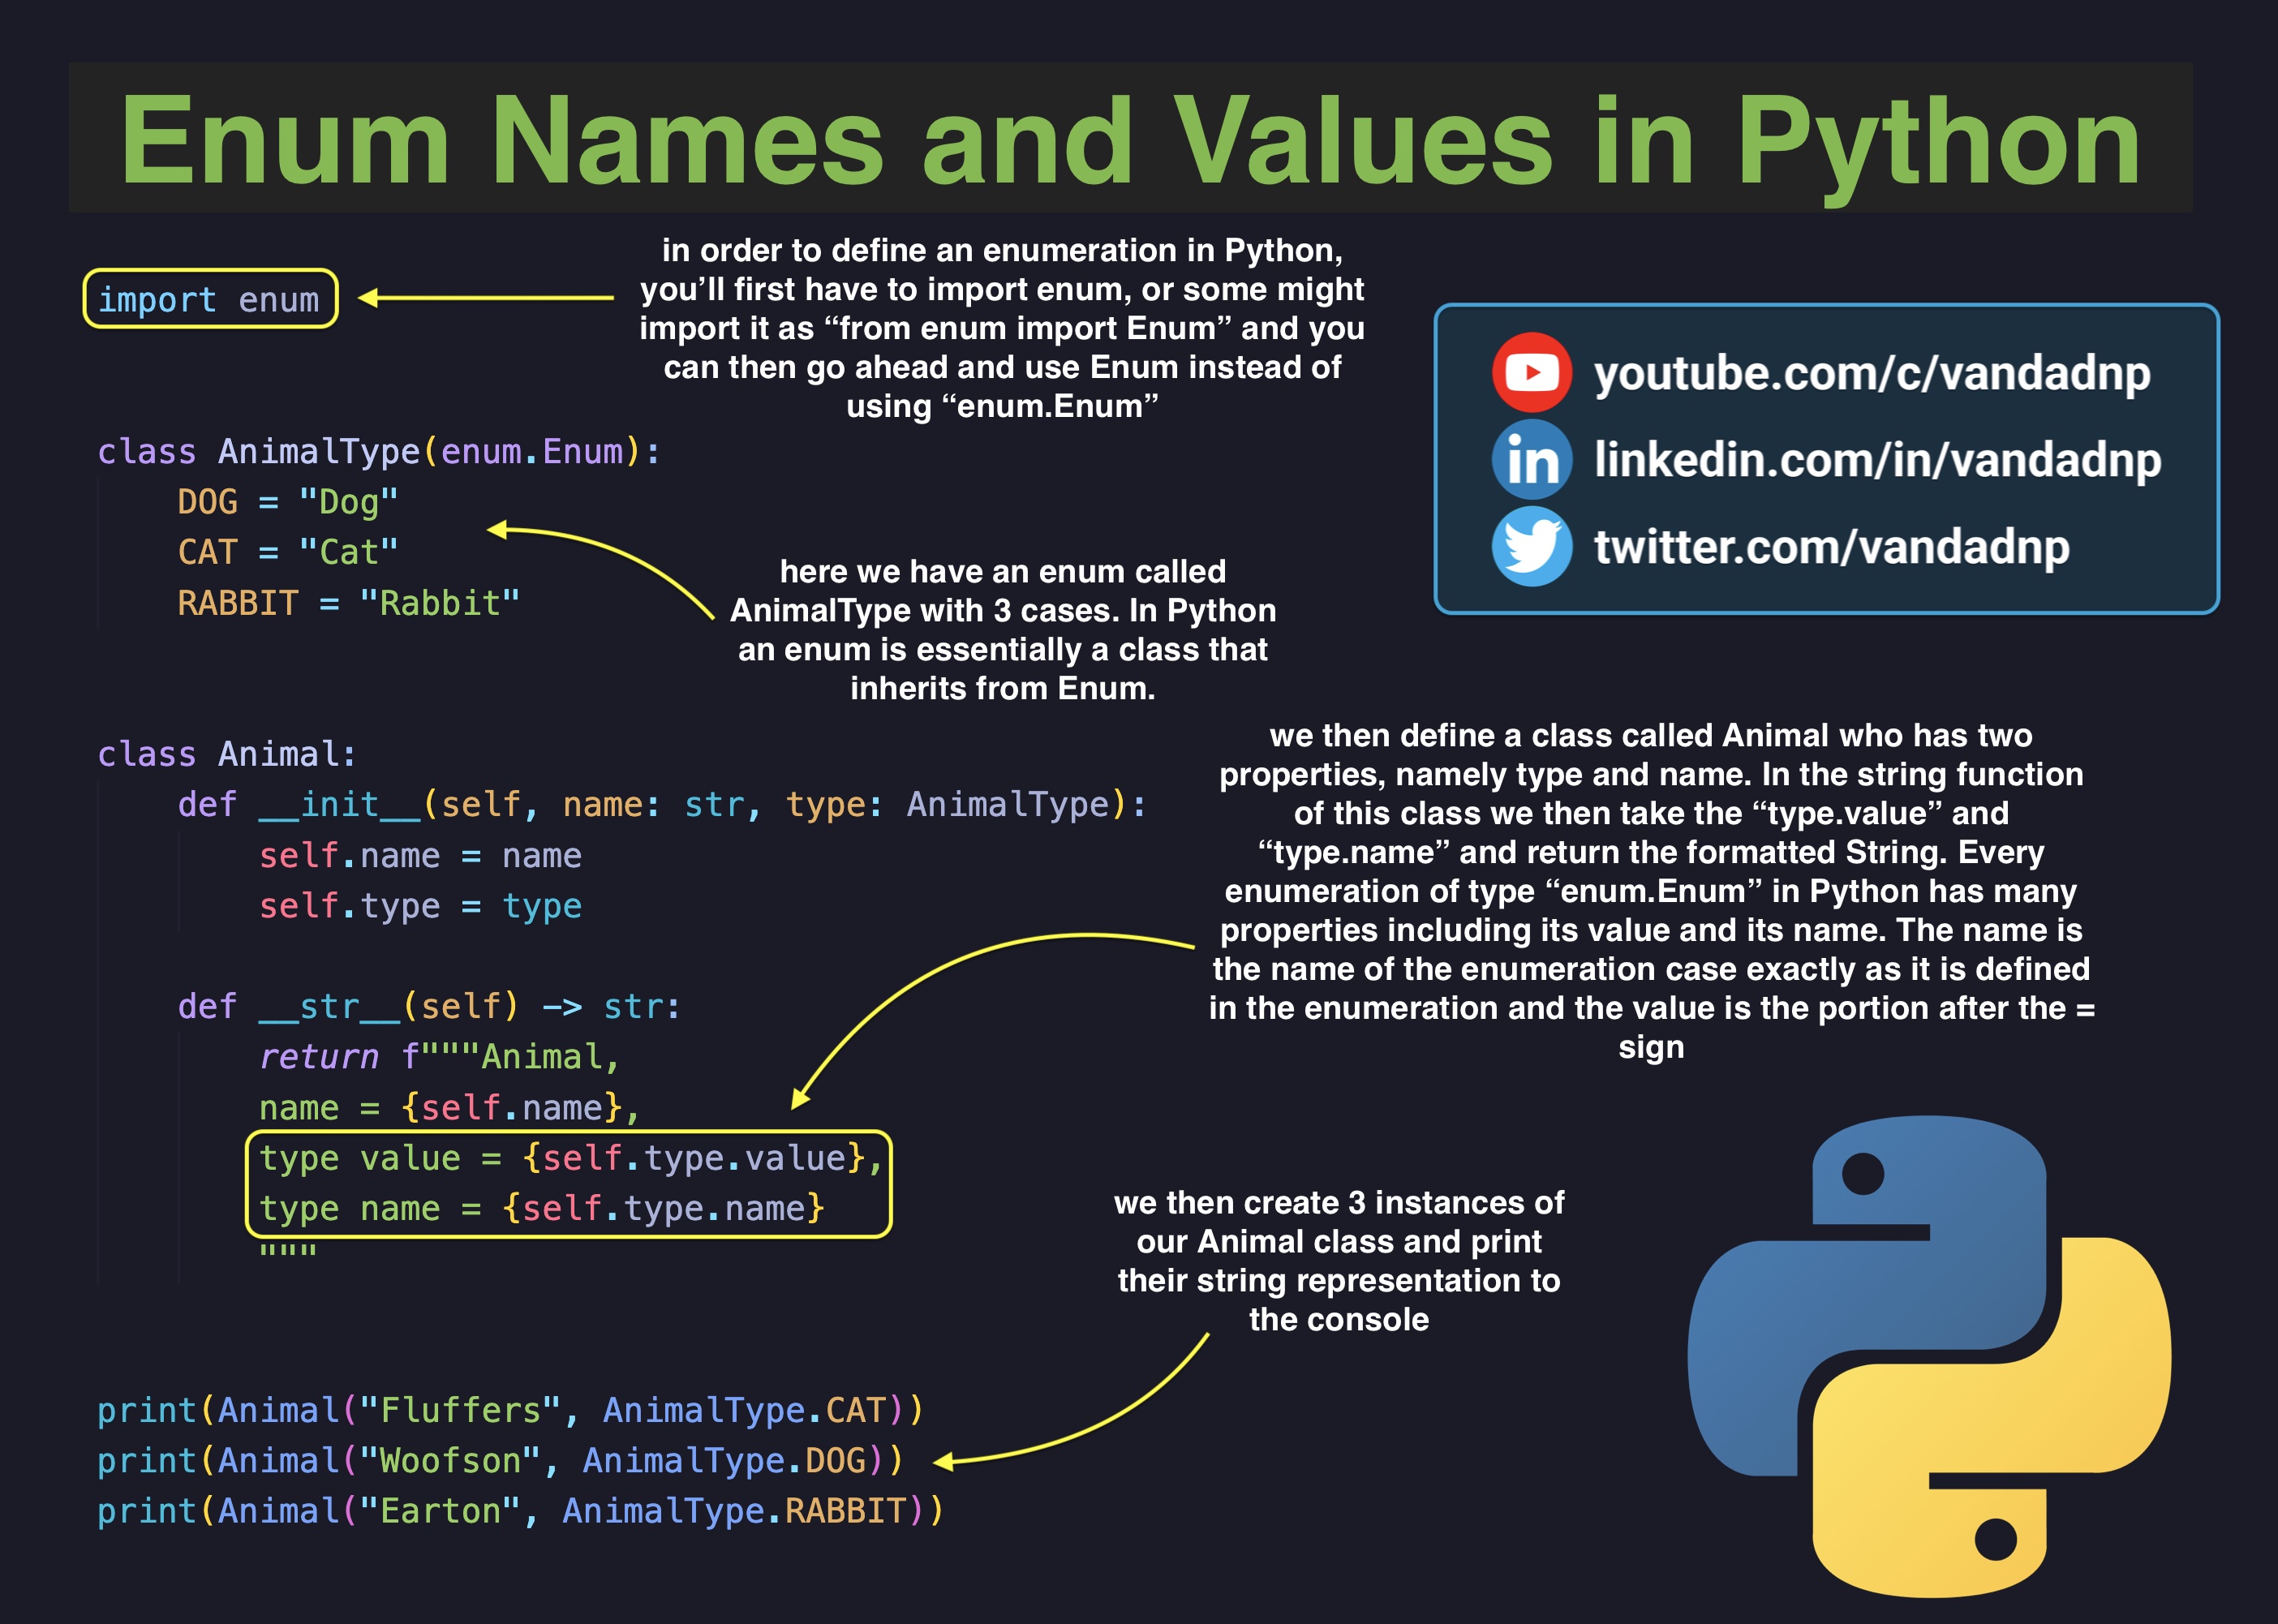 Enum Names and Values in Python
import enum
in order to define an enumeration in Python,
you’ll first have to import enum, or some might
import it as “from enum import Enum” and you
can then go ahead and use Enum instead of
using “enum.Enum”
youtube.com/c/vandadnp
linkedin.com/in/vandadnp
twitter.com/vandadnp
class AnimalType(enum.Enum):
    DOG = "Dog"
    CAT = "Cat"
    RABBIT = "Rabbit"
here we have an enum called
AnimalType with 3 cases. In Python
an enum is essentially a class that
inherits from Enum.
class Animal:
    def __init__(self, name: str, type: AnimalType):
        self.name = name
        self.type = type
    def __str__(self) -> str:
        return f"""Animal,
        name = {self.name},
        type value = {self.type.value},
        type name = {self.type.name}
        """
we then define a class called Animal who has two
properties, namely type and name. In the string function
of this class we then take the “type.value” and
“type.name” and return the formatted String. Every
enumeration of type “enum.Enum” in Python has many
properties including its value and its name. The name is
the name of the enumeration case exactly as it is defined
in the enumeration and the value is the portion after the =
sign
we then create 3 instances of
our Animal class and print
their string representation to
the console
print(Animal("Fluffers", AnimalType.CAT))
print(Animal("Woofson", AnimalType.DOG))
print(Animal("Earton", AnimalType.RABBIT))